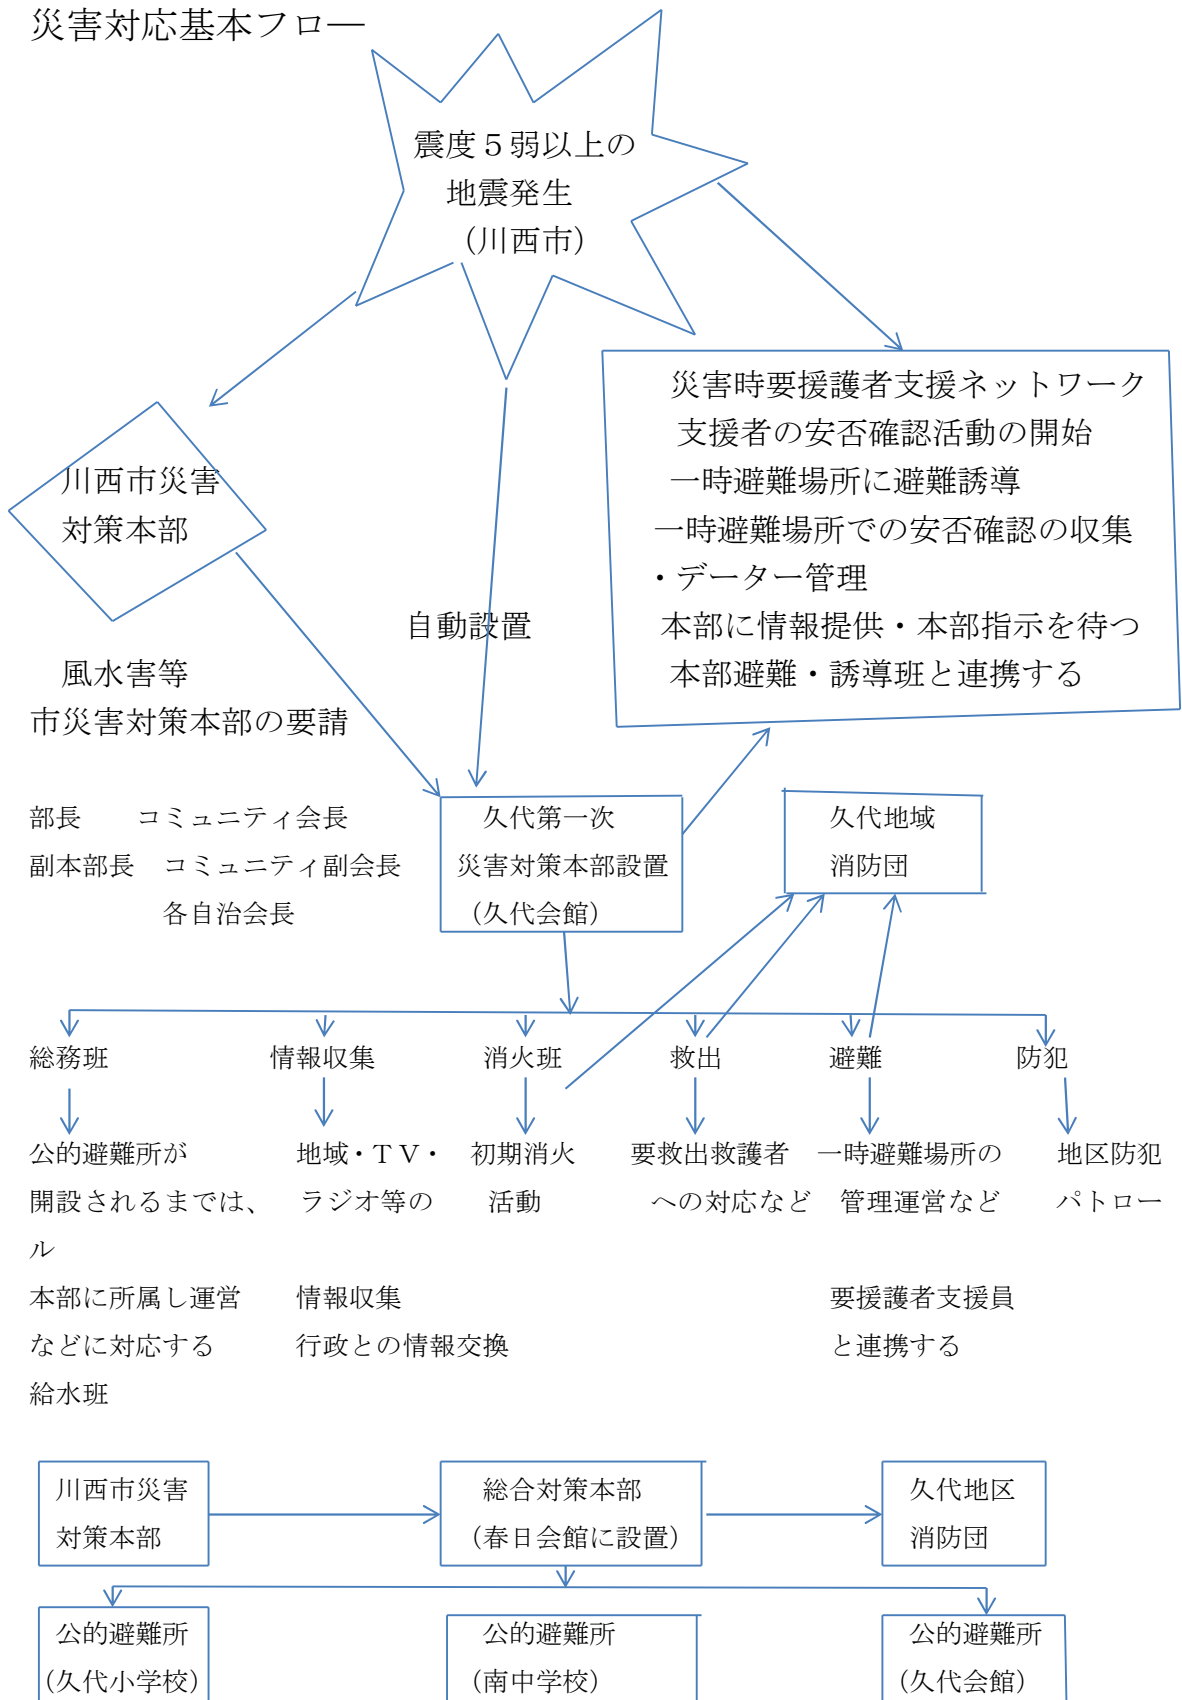 災害対応基本フロー
震度５弱以上の
地震発生
（川西市）
災害時要援護者支援ネットワーク
支援者の安否確認活動の開始
一時避難場所に避難誘導
一時避難場所での安否確認の収集
・データー管理
本部に情報提供・本部指示を待つ
本部避難・誘導班と連携する
川西市災害
対策本部
自動設置
風水害等
市災害対策本部の要請
部長　　コミュニティ会長
副本部長　コミュニティ副会長
各自治会長
久代第一次
災害対策本部設置
（久代会館）
久代地域
消防団
総務班　情報収集　消火班　救出　避難　防犯
公的避難所が　地域・ＴＶ・　初期消火　要救出救護者　一時避難場所の　地区防犯
開設されるまでは、　ラジオ等の　活動　への対応など　管理運営など　パトロー
ル
本部に所属し運営　情報収集　要援護者支援員
などに対応する　行政との情報交換　と連携する
給水班
川西市災害
対策本部
総合対策本部
（春日会館に設置）
久代地区
消防団
公的避難所
（久代小学校）
公的避難所
（南中学校）
公的避難所
（久代会館）